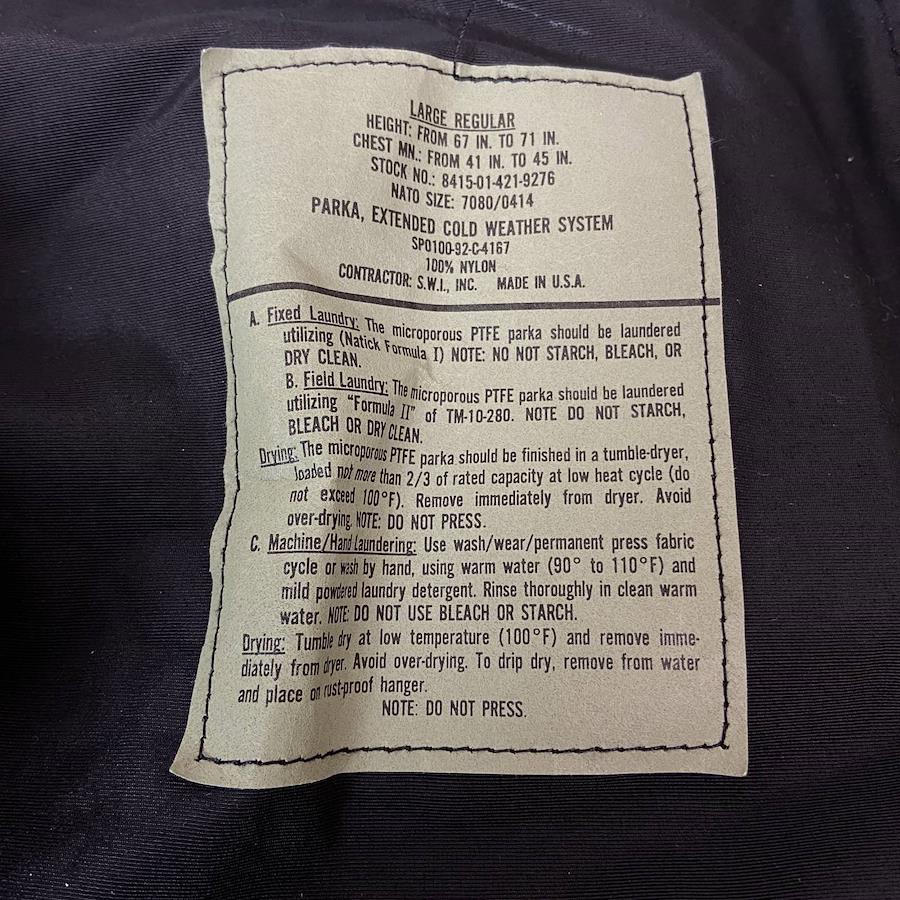 LARGE REGULAR
HEIGHT: FROM 67 IN. TO 71 IN.
CHEST MN.: FROM 41 IN. TO 45 IN.
STOCK NO.: 8415-01-421-9276
NATO SIZE: 7080/0414
PARKA, EXTENDED COLD WEATHER SYSTEM
SPO100-92-C-4167
100% NYLON
CONTRACTOR: S.W.I., INC. MADE IN U.S.A.
A. Fixed Laundry: The microporous PTFE parka should be laundered
utilizing (Natick Formula I) NOTE: NO NOT STARCH, BLEACH, OR
DRY CLEAN.
B. Field Laundry: The microporous PTFE parka should be laundered
utilizing "Formula II" of TM-10-280. NOTE DO NOT STARCH,
BLEACH OR DRY CLEAN.
Drying: The microporous PTFE parka should be finished in a tumble-dryer,
loaded not more than 2/3 of rated capacity at low heat cycle (do
not exceed 100°F). Remove immediately from dryer. Avoid
over-drying. NOTE: DO NOT PRESS.
C. Machine/Hand Laundering: Use wash/wear/permanent press fabric
cycle or wash by hand, using warm water (90° to 110°F) and
mild powdered laundry detergent. Rinse thoroughly in clean warm
water. NOTE: DO NOT USE BLEACH OR STARCH.
Drying: Tumble dry at low temperature (100°F) and remove imme-
diately from dryer. Avoid over-drying. To drip dry, remove from water
and place on rust-proof hanger.
NOTE: DO NOT PRESS.